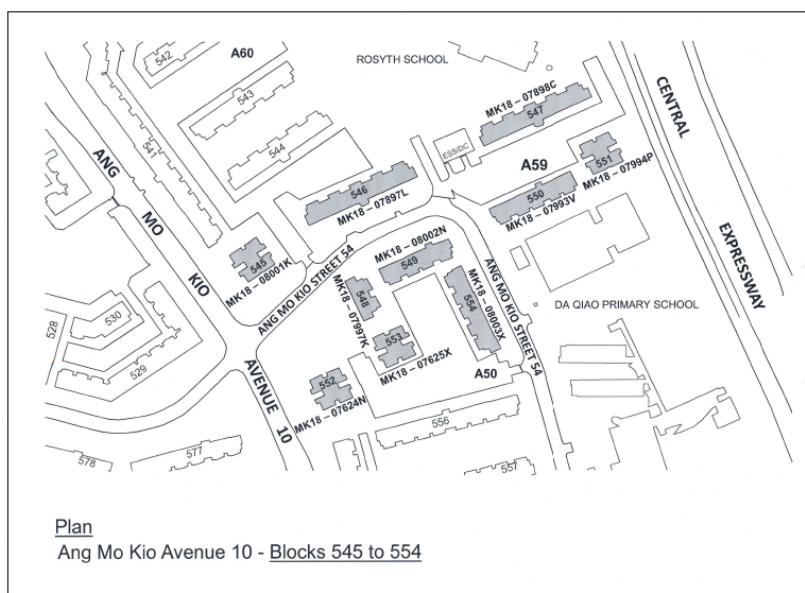 542
A60
ROSYTH SCHOOL
543
MK18 – 07898C
547
CENTRAL
ANG
541
544
ESS/DC
A59
551
MK18 – 07994P
546
MK18 – 07897L
550
MK18 – 07993V
MO
545
MK18 – 08001K
MK18 – 08002N
549
EXPRESSWAY
KIO
ANG MO KIO STREET 54
548
MK18 – 07997K
554
MK18 – 08003X
ANG MO KIO STREET 54
DA QIAO PRIMARY SCHOOL
528
530
529
553
MK18 – 07625X
A50
AVENUE 10
552
MK18 – 07624N
556
578
577
557
Plan
Ang Mo Kio Avenue 10 - Blocks 545 to 554